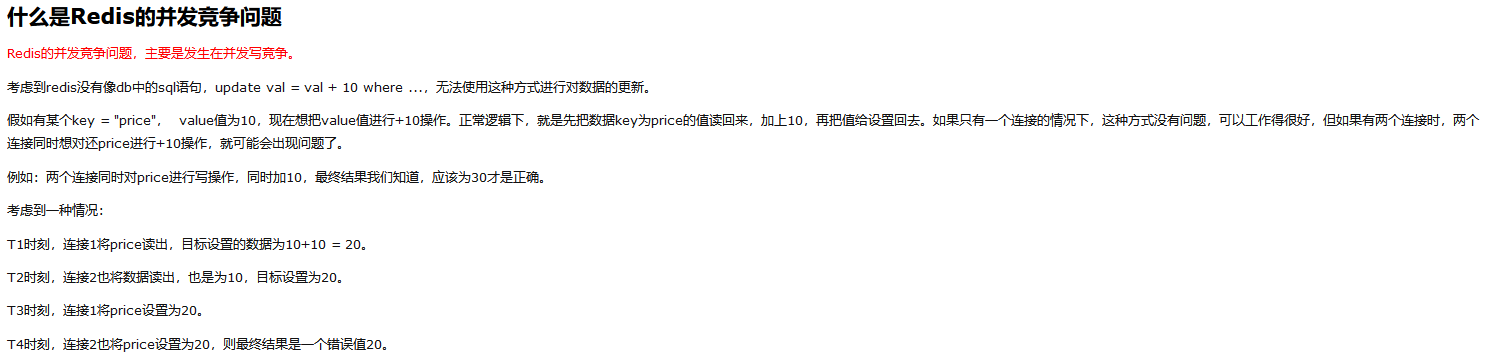 什么是Redis的并发竞争问题
Redis的并发竞争问题，主要是发生在并发写竞争。
考虑到redis没有像db中的sql语句，update val = val + 10 where ...，无法使用这种方式进行对数据的更新。
假如有某个key = "price"，  value值为10，现在想把value值进行+10操作。正常逻辑下，就是先把数据key为price的值读回来，加上10，再把值给设置回去。如果只有一个连接的情况下，这种方式没有问题，可以工作得很好，但如果有两个连接时，两个
连接同时想对还price进行+10操作，就可能会出现问题了。
例如：两个连接同时对price进行写操作，同时加10，最终结果我们知道，应该为30才是正确。
考虑到一种情况：
T1时刻，连接1将price读出，目标设置的数据为10+10 = 20。
T2时刻，连接2也将数据读出，也是为10，目标设置为20。
T3时刻，连接1将price设置为20。
T4时刻，连接2也将price设置为20，则最终结果是一个错误值20。